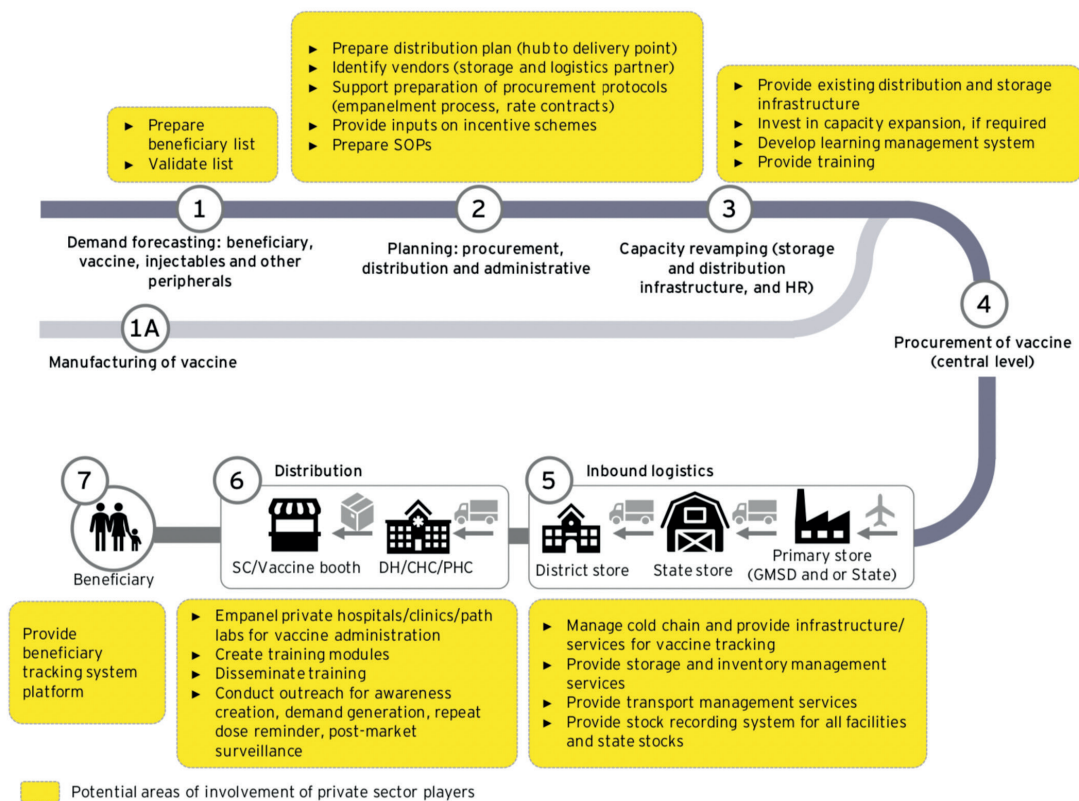 ► Prepare distribution plan (hub to delivery point)
► Identify vendors (storage and logistics partner)
► Support preparation of procurement protocols
(empanelment process, rate contracts)
► Provide inputs on incentive schemes
► Prepare SOPs
► Provide existing distribution and storage
infrastructure
► Invest in capacity expansion, if required
► Develop learning management system
► Provide training
► Prepare
beneficiary list
► Validate list
1
2
3
Demand forecasting: beneficiary,
vaccine, injectables and other
peripherals
Planning: procurement,
distribution and administrative
Capacity revamping (storage
and distribution
infrastructure, and HR)
1A
Manufacturing of vaccine
4
Procurement of vaccine
(central level)
7
Beneficiary
6
Distribution
SC/Vaccine booth
DH/CHC/PHC
5
Inbound logistics
District store
State store
Primary store
(GMSD and or State)
Provide
beneficiary
tracking system
platform
► Empanel private hospitals/clinics/path
labs for vaccine administration
► Create training modules
► Disseminate training
► Conduct outreach for awareness
creation, demand generation, repeat
dose reminder, post-market
surveillance
► Manage cold chain and provide infrastructure/
services for vaccine tracking
► Provide storage and inventory management
services
► Provide transport management services
► Provide stock recording system for all facilities
and state stocks
Potential areas of involvement of private sector players